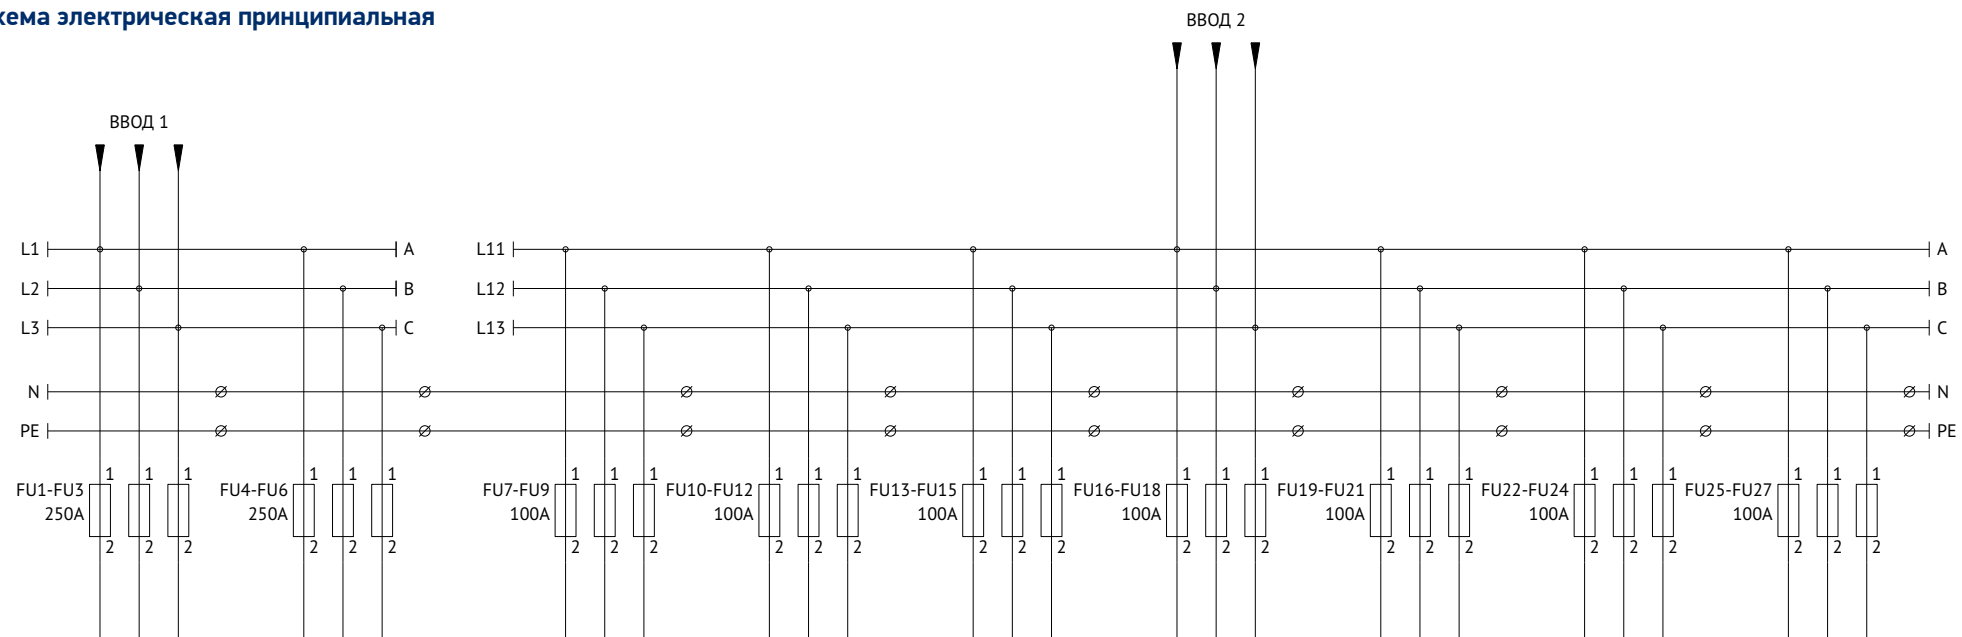 хема электрическая принципиальная
ВВОД 2
ВВОД 1
L1 A L11 A
L2 B L12 B
L3 C L13 C
N N
PE PE
1 1 1 1 1 1 1 1 1 1 1 1 1 1 1 1 1 1 1 1 1 1 1 1 1 1 1
FU1-FU3 FU4-FU6 FU7-FU9 FU10-FU12 FU13-FU15 FU16-FU18 FU19-FU21 FU22-FU24 FU25-FU27
250A 250A 100A 100A 100A 100A 100A 100A 100A
2 2 2 2 2 2 2 2 2 2 2 2 2 2 2 2 2 2 2 2 2 2 2 2 2 2 2